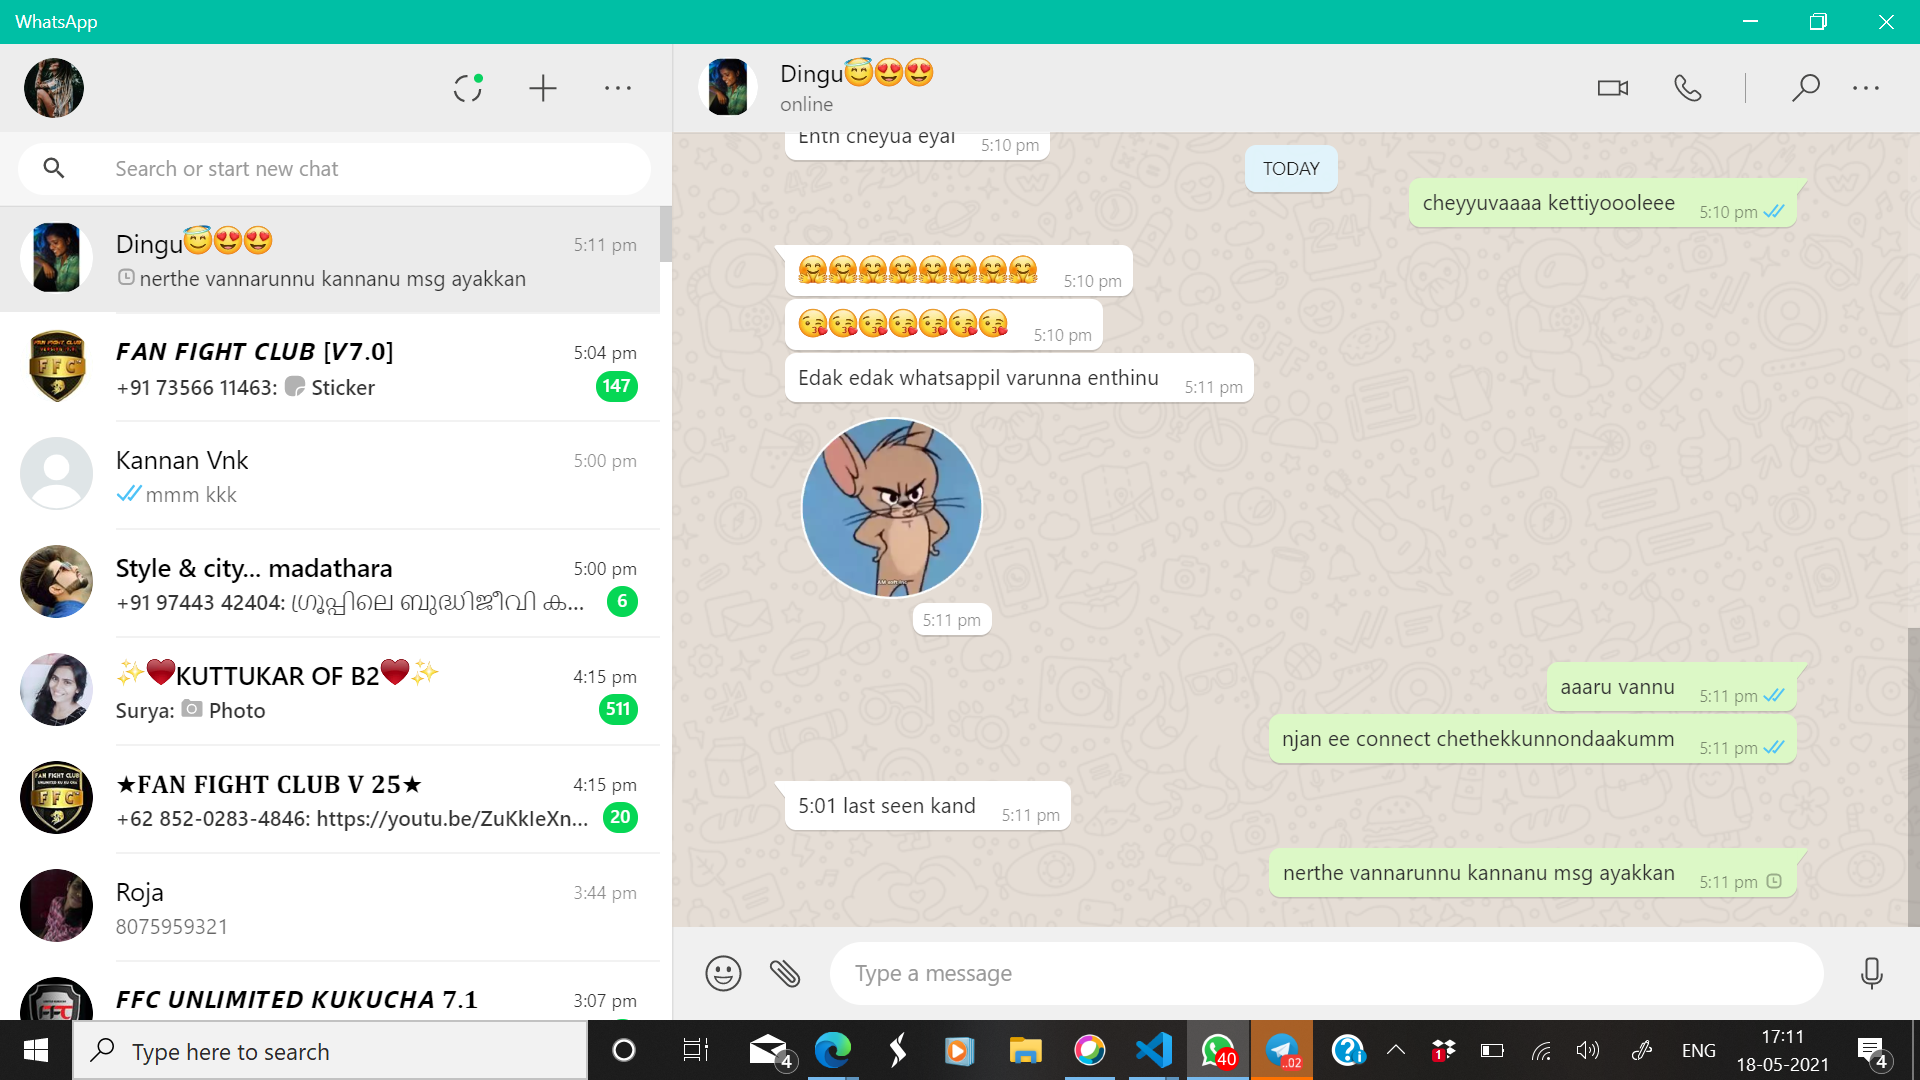 WhatsApp
Search or start new chat
Dingu😇😍😍
5:11 pm
nerthe vannarunnu kannanu msg ayakkan
FAN FIGHT CLUB [V7.0]
5:04 pm
+91 73566 11463: Sticker
147
Kannan Vnk
5:00 pm
mmm kkk
Style & city... madathara
5:00 pm
+91 97443 42404: ഗ്രൂപ്പിലെ ബുദ്ധിജീവി ക...
6
✨❤KUTTUKAR OF B2❤✨
4:15 pm
Surya: Photo
511
★FAN FIGHT CLUB V 25★
4:15 pm
+62 852-0283-4846: https://youtu.be/ZuKkIeXn...
20
Roja
3:44 pm
8075959321
FFC UNLIMITED KUKUCHA 7.1
3:07 pm
Dingu😇😍😍
online
Enth cheyua eyal
5:10 pm
TODAY
cheyyuvaaaa kettiyoooleee
5:10 pm
🤗🤗🤗🤗🤗🤗🤗🤗
5:10 pm
😘😘😘😘😘😘😘
5:10 pm
Edak edak whatsappil varunna enthinu
5:11 pm
5:11 pm
aaaru vannu
5:11 pm
njan ee connect chethekkunnondaakumm
5:11 pm
5:01 last seen kand
5:11 pm
nerthe vannarunnu kannanu msg ayakkan
5:11 pm
Type a message
Type here to search
4
40
..02
1
ENG
17:11
18-05-2021
4